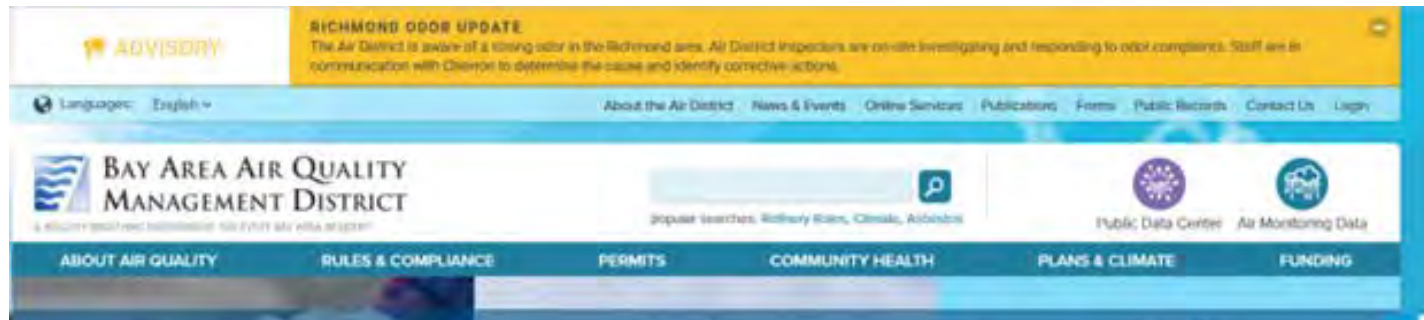 ADVISORY
RICHMOND ODOR UPDATE
The Air District is aware of a strong odor in the Richmond area. Air District inspectors are on-site investigating and responding to odor complaints. Staff are in
communication with Chevron to determine the cause and identify corrective actions.
Languages: English
About the Air District News & Events Online Services Publications Forms Public Records Contact Us Login
BAY AREA AIR QUALITY
MANAGEMENT DISTRICT
popular searches: Refinery Rules, Climate, Asbestos
Public Data Center Air Monitoring Data
ABOUT AIR QUALITY RULES & COMPLIANCE PERMITS COMMUNITY HEALTH PLANS & CLIMATE FUNDING